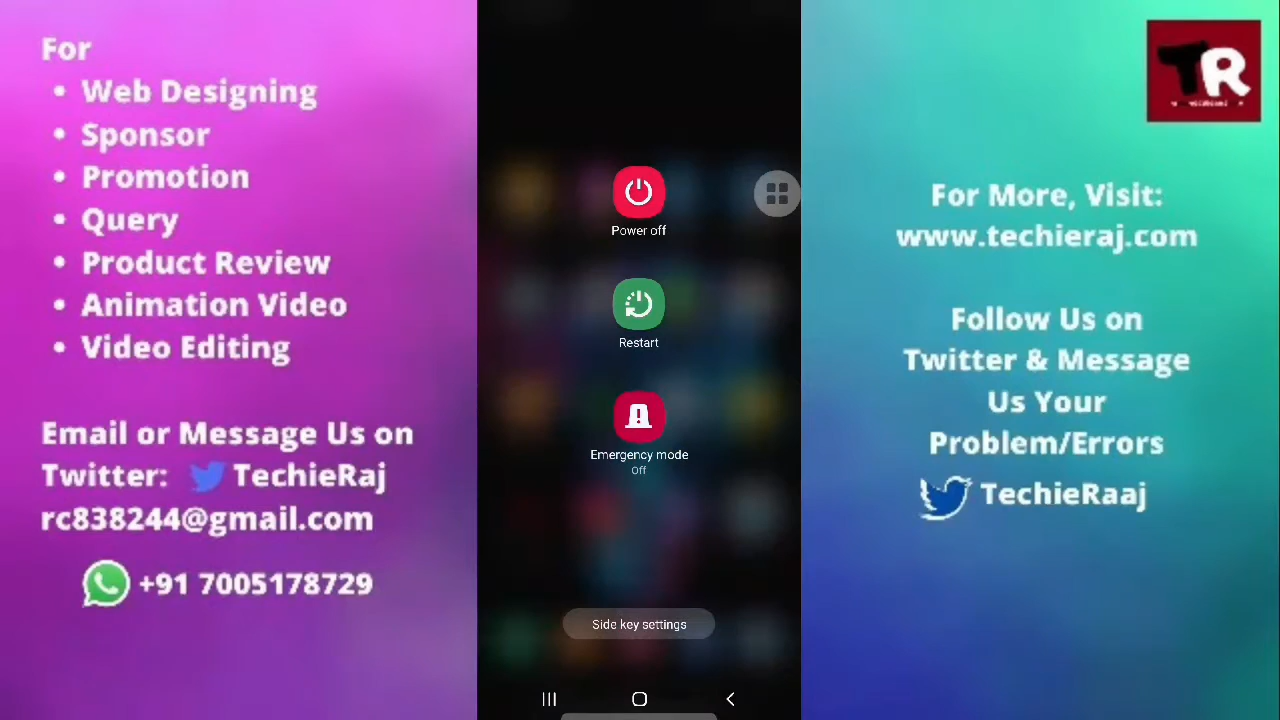 For
• Web Designing
• Sponsor
• Promotion
• Query
• Product Review
• Animation Video
• Video Editing
Email or Message Us on
Twitter: TechieRaj
rc838244@gmail.com
+91 7005178729
Power off
Restart
Emergency mode
Off
Side key settings
TR
For More, Visit:
www.techieraj.com
Follow Us on
Twitter & Message
Us Your
Problem/Errors
TechieRaaj